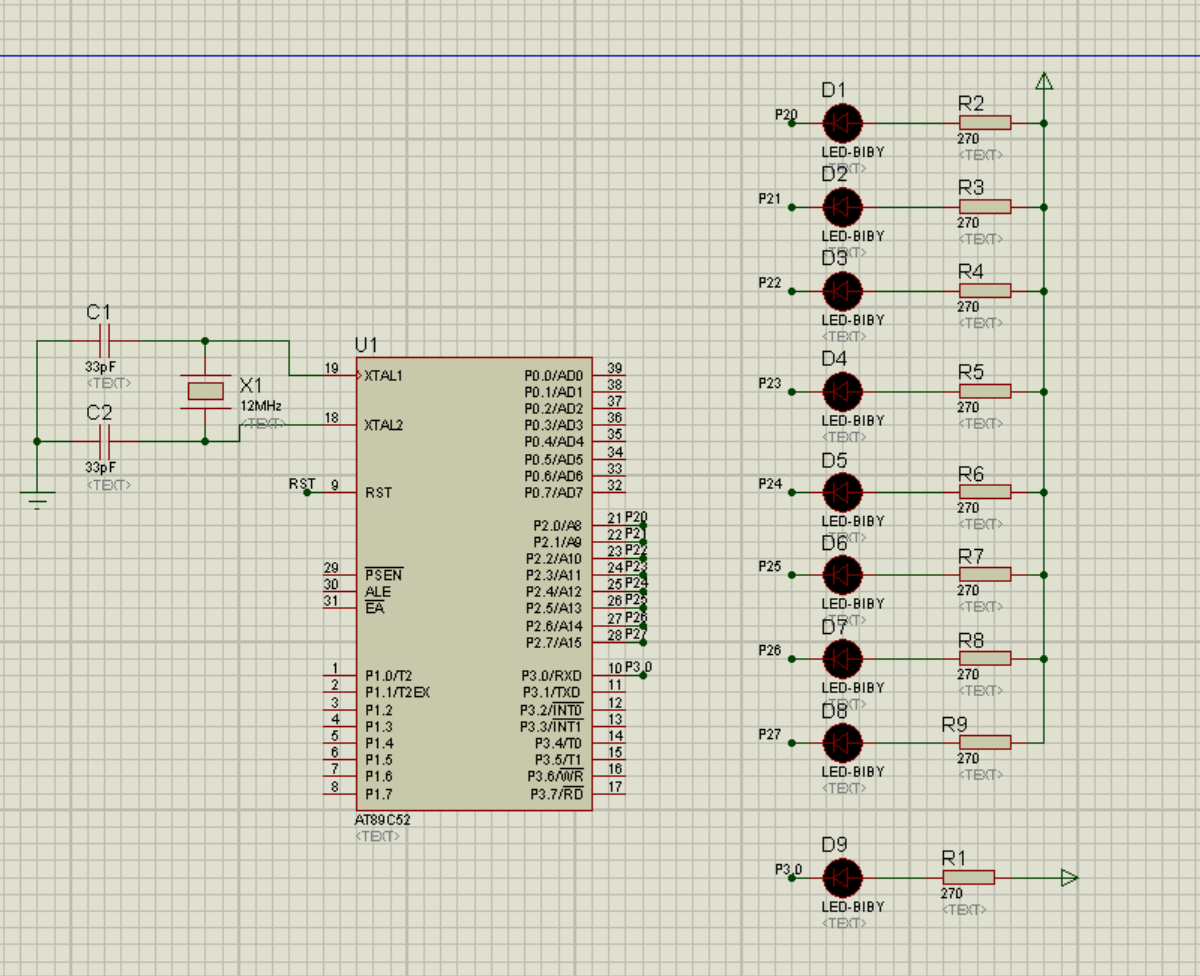 C1
33pF
<TEXT>
C2
33pF
<TEXT>
X1
12MHz
<TEXT>
RST
U1
19 XTAL1
18 XTAL2
9 RST
29 PSEN
30 ALE
31 EA
1 P1.0/T2
2 P1.1/T2EX
3 P1.2
4 P1.3
5 P1.4
6 P1.5
7 P1.6
8 P1.7
P0.0/AD0 39
P0.1/AD1 38
P0.2/AD2 37
P0.3/AD3 36
P0.4/AD4 35
P0.5/AD5 34
P0.6/AD6 33
P0.7/AD7 32
P2.0/A8 21 P20
P2.1/A9 22 P21
P2.2/A10 23 P22
P2.3/A11 24 P23
P2.4/A12 25 P24
P2.5/A13 26 P25
P2.6/A14 27 P26
P2.7/A15 28 P27
P3.0/RXD 10 P3.0
P3.1/TXD 11
P3.2/INT0 12
P3.3/INT1 13
P3.4/T0 14
P3.5/T1 15
P3.6/WR 16
P3.7/RD 17
AT89C52
<TEXT>
D1 R2
P20
270
LED-BIBY <TEXT>
<TEXT>
D2 R3
P21
270
LED-BIBY <TEXT>
<TEXT>
D3 R4
P22
270
LED-BIBY <TEXT>
<TEXT>
D4 R5
P23
270
LED-BIBY <TEXT>
<TEXT>
D5 R6
P24
270
LED-BIBY <TEXT>
<TEXT>
D6 R7
P25
270
LED-BIBY <TEXT>
<TEXT>
D7 R8
P26
270
LED-BIBY <TEXT>
<TEXT>
D8 R9
P27
270
LED-BIBY <TEXT>
<TEXT>
D9 R1
P3.0
270
LED-BIBY <TEXT>
<TEXT>